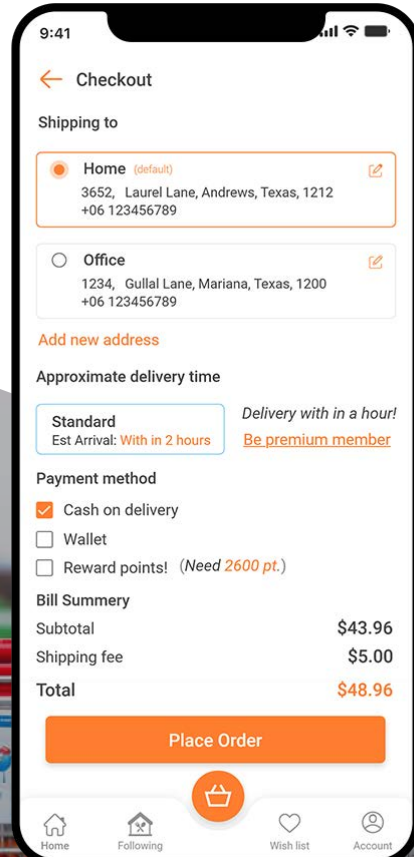 9:41
Checkout
Shipping to
Home (default)
3652, Laurel Lane, Andrews, Texas, 1212
+06 123456789
Office
1234, Gullal Lane, Mariana, Texas, 1200
+06 123456789
Add new address
Approximate delivery time
Standard
Est Arrival: With in 2 hours
Delivery with in a hour!
Be premium member
Payment method
Cash on delivery
Wallet
Reward points! (Need 2600 pt.)
Bill Summery
Subtotal $43.96
Shipping fee $5.00
Total $48.96
Place Order
Home Following Wish list Account